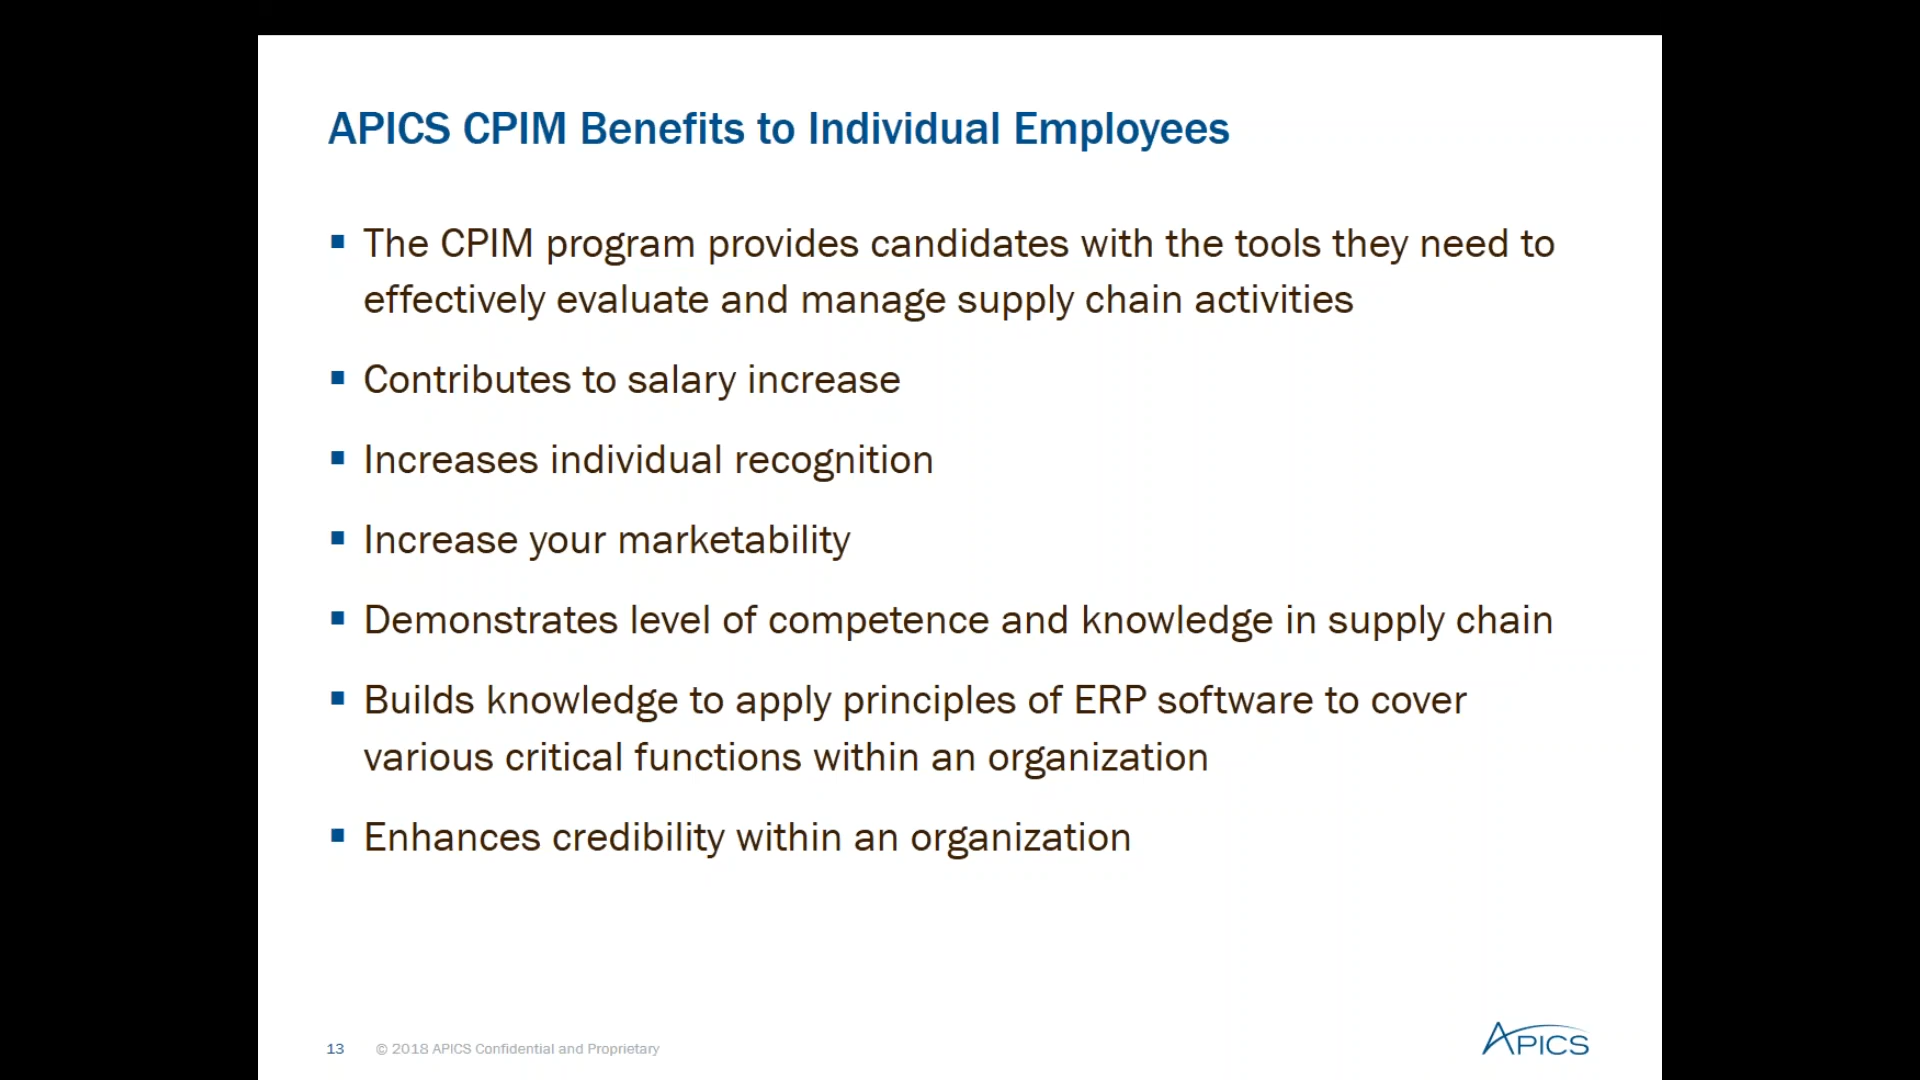 APICS CPIM Benefits to Individual Employees
▪ The CPIM program provides candidates with the tools they need to
effectively evaluate and manage supply chain activities
▪ Contributes to salary increase
▪ Increases individual recognition
▪ Increase your marketability
▪ Demonstrates level of competence and knowledge in supply chain
▪ Builds knowledge to apply principles of ERP software to cover
various critical functions within an organization
▪ Enhances credibility within an organization
13 © 2018 APICS Confidential and Proprietary
APICS